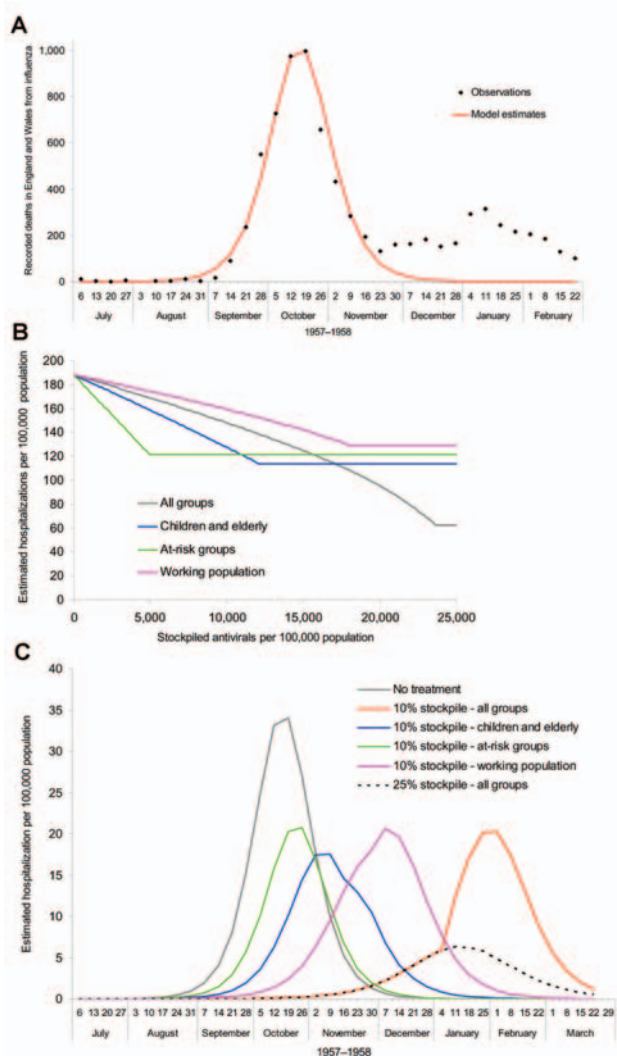 A
Recorded deaths in England and Wales from influenza
1,000
800
600
400
200
0
Observations
Model estimates
6 13 20 27 3 10 17 24 31 7 14 21 28 5 12 19 26 2 9 16 23 30 7 14 21 28 4 11 18 25 1 8 15 22
July August September October November December January February
1957–1958
B
Estimated hospitalizations per 100,000 population
200
180
160
140
120
100
80
60
40
20
0
All groups
Children and elderly
At-risk groups
Working population
0 5,000 10,000 15,000 20,000 25,000
Stockpiled antivirals per 100,000 population
C
Estimated hospitalization per 100,000 population
40
35
30
25
20
15
10
5
0
No treatment
10% stockpile - all groups
10% stockpile - children and elderly
10% stockpile - at-risk groups
10% stockpile - working population
25% stockpile - all groups
6 13 20 27 3 10 17 24 31 7 14 21 28 5 12 19 26 2 9 16 23 30 7 14 21 28 4 11 18 25 1 8 15 22 1 8 15 22 29
July August September October November December January February March
1957–1958